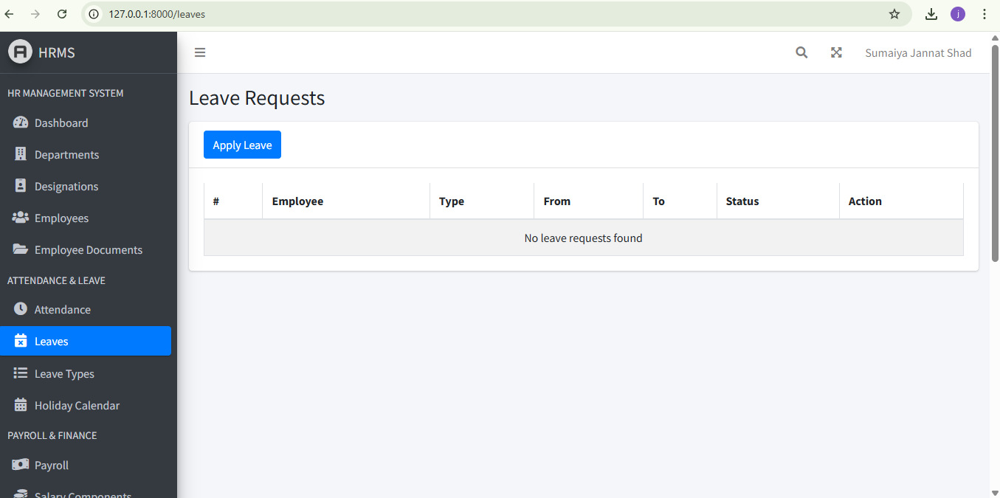 127.0.0.1:8000/leaves
j
HRMS
Sumaiya Jannat Shad
HR MANAGEMENT SYSTEM
Dashboard
Departments
Designations
Employees
Employee Documents
ATTENDANCE & LEAVE
Attendance
Leaves
Leave Types
Holiday Calendar
PAYROLL & FINANCE
Payroll
Salary Components
Leave Requests
Apply Leave
# Employee Type From To Status Action
No leave requests found